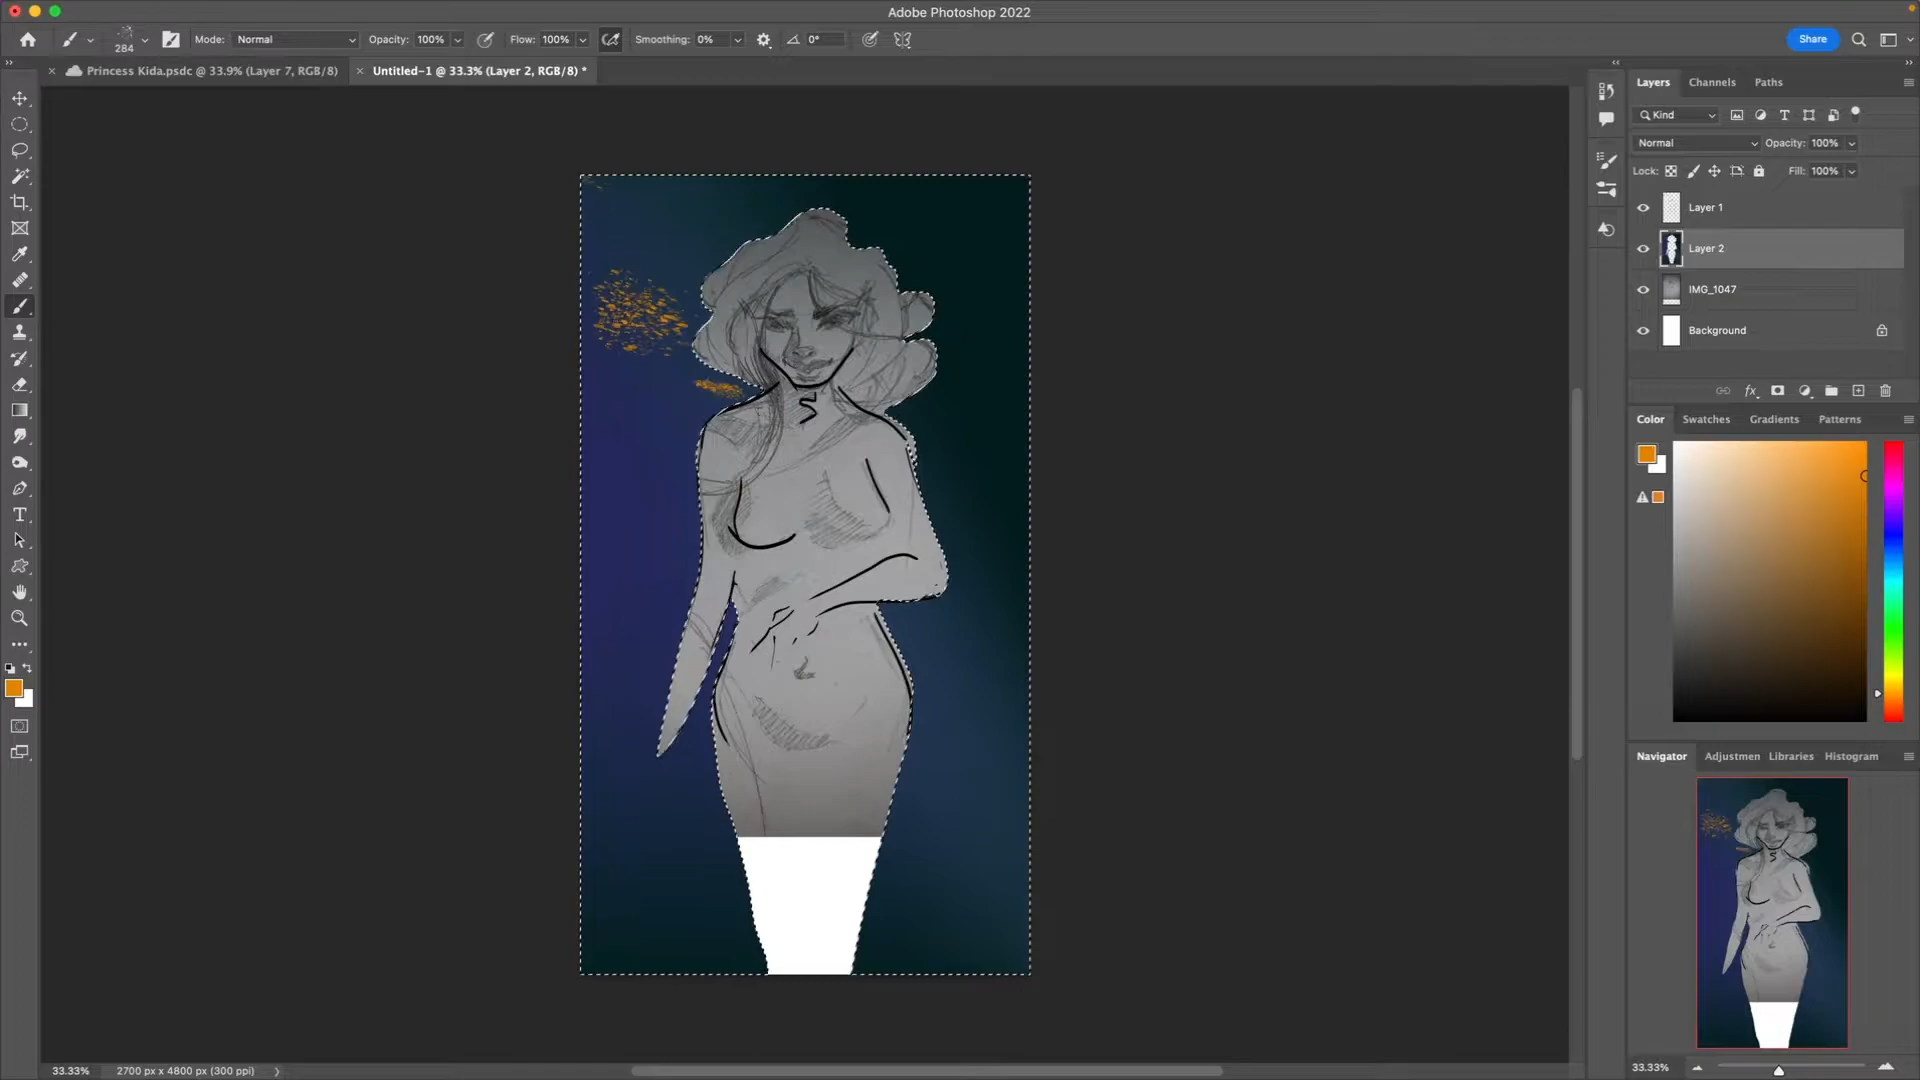 Adobe Photoshop 2022
284 Mode: Normal Opacity: 100% Flow: 100% Smoothing: 0% 0° Share
Princess Kida.psdc @ 33.9% (Layer 7, RGB/8) Untitled-1 @ 33.3% (Layer 2, RGB/8) *
Layers Channels Paths
Kind
Normal Opacity: 100%
Lock: Fill: 100%
Layer 1
Layer 2
IMG_1047
Background
fx
Color Swatches Gradients Patterns
Navigator Adjustmen Libraries Histogram
33.33% 2700 px x 4800 px (300 ppi) 33.33%